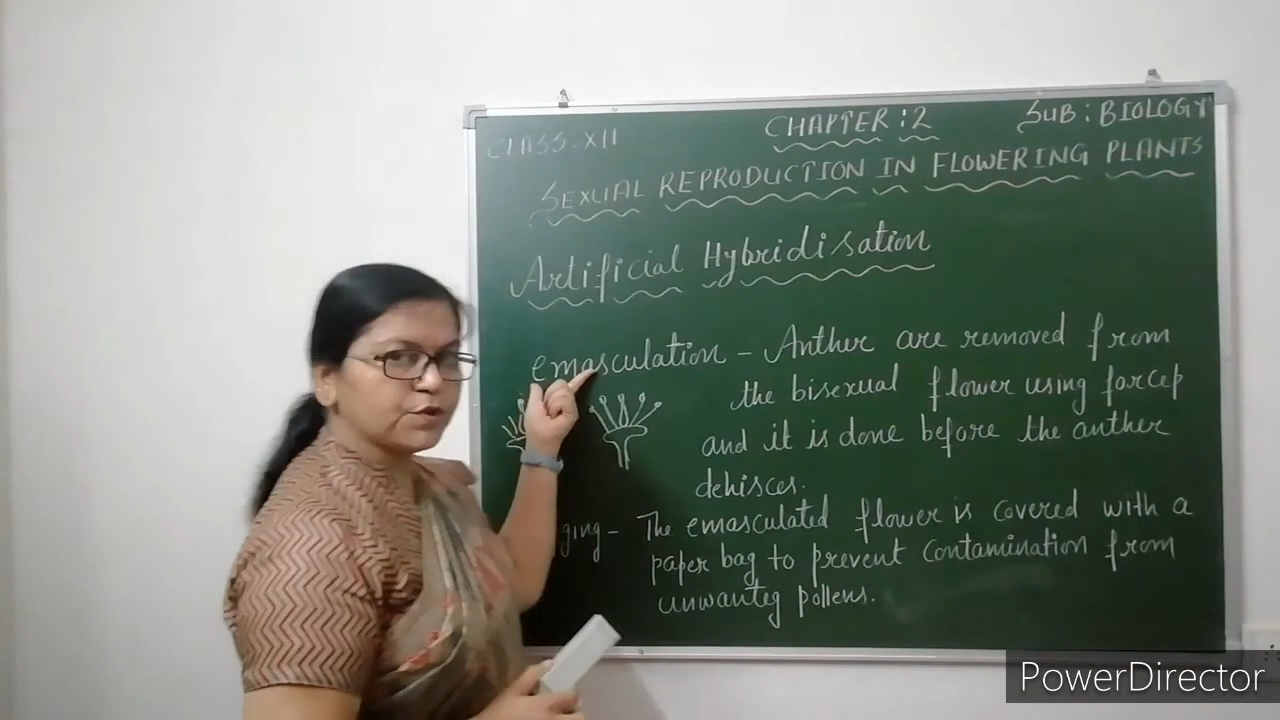 CLASS:XII
CHAPTER:2
SUB:BIOLOGY
SEXUAL REPRODUCTION IN FLOWERING PLANTS
Artificial Hybridisation
emasculation - Anther are removed from
the bisexual flower using forcep
and it is done before the anther
dehisces.
ging - The emasculated flower is covered with a
paper bag to prevent contamination from
unwanteg pollens.
PowerDirector